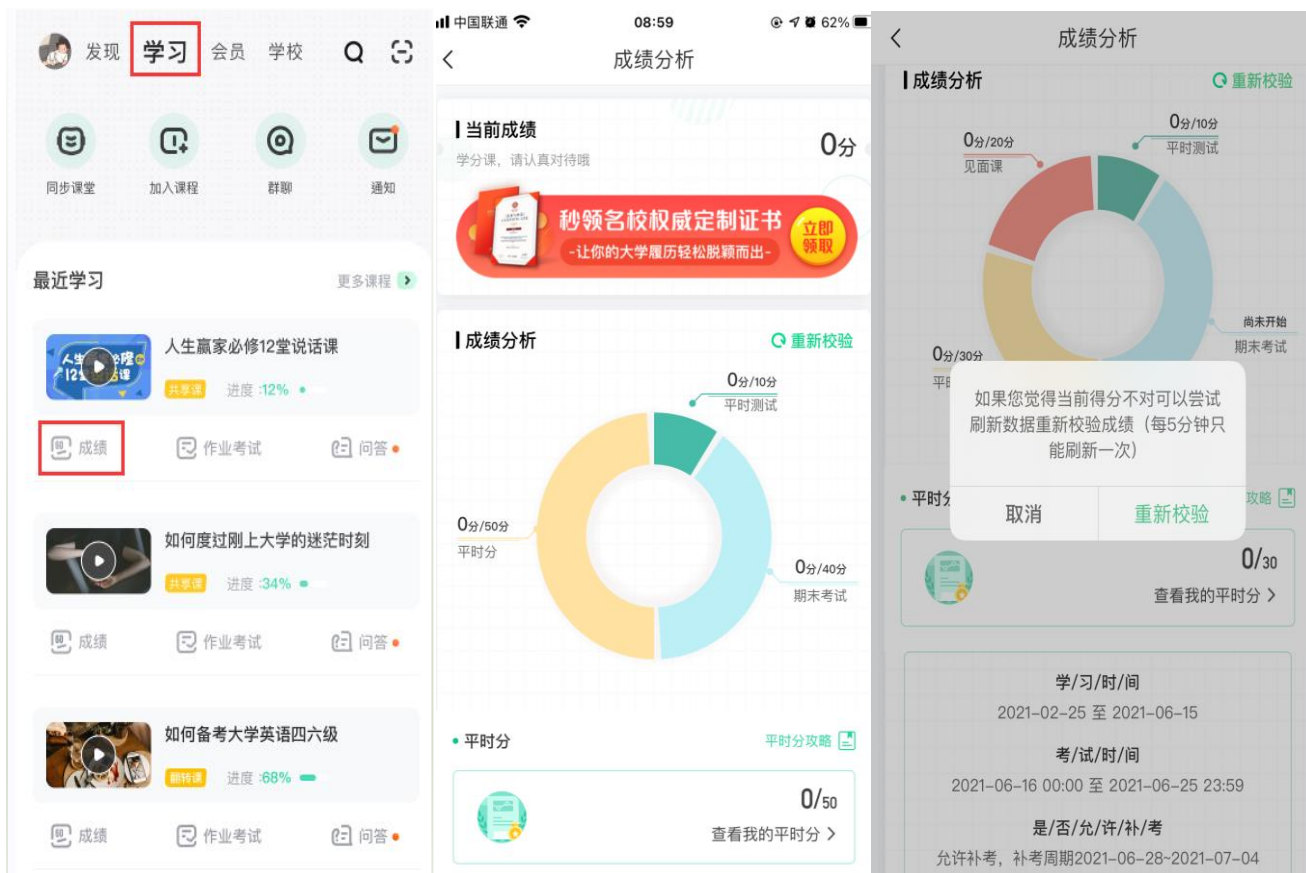 发现 学习 会员 学校
同步课堂 加入课程 群聊 通知
最近学习 更多课程
人生赢家必修12堂说话课
共享课 进度 :12%
成绩 作业考试 问答
如何度过刚上大学的迷茫时刻
共享课 进度 :34%
成绩 作业考试 问答
如何备考大学英语四六级
翻转课 进度 :68%
成绩 作业考试 问答
中国联通 08:59 62%
成绩分析
当前成绩
学分课，请认真对待哦
0分
秒领名校权威定制证书
-让你的大学履历轻松脱颖而出-
立即
领取
成绩分析 重新校验
0分/10分
平时测试
0分/50分
平时分
0分/40分
期末考试
平时分 平时分攻略
0/50
查看我的平时分
成绩分析
成绩分析 重新校验
0分/10分
平时测试
0分/20分
见面课
尚未开始
期末考试
0分/30分
如果您觉得当前得分不对可以尝试
刷新数据重新校验成绩（每5分钟只
能刷新一次）
取消 重新校验
平时 攻略
0/30
查看我的平时分
学/习/时/间
2021-02-25 至 2021-06-15
考/试/时/间
2021-06-16 00:00 至 2021-06-25 23:59
是/否/允/许/补/考
允许补考，补考周期2021-06-28~2021-07-04